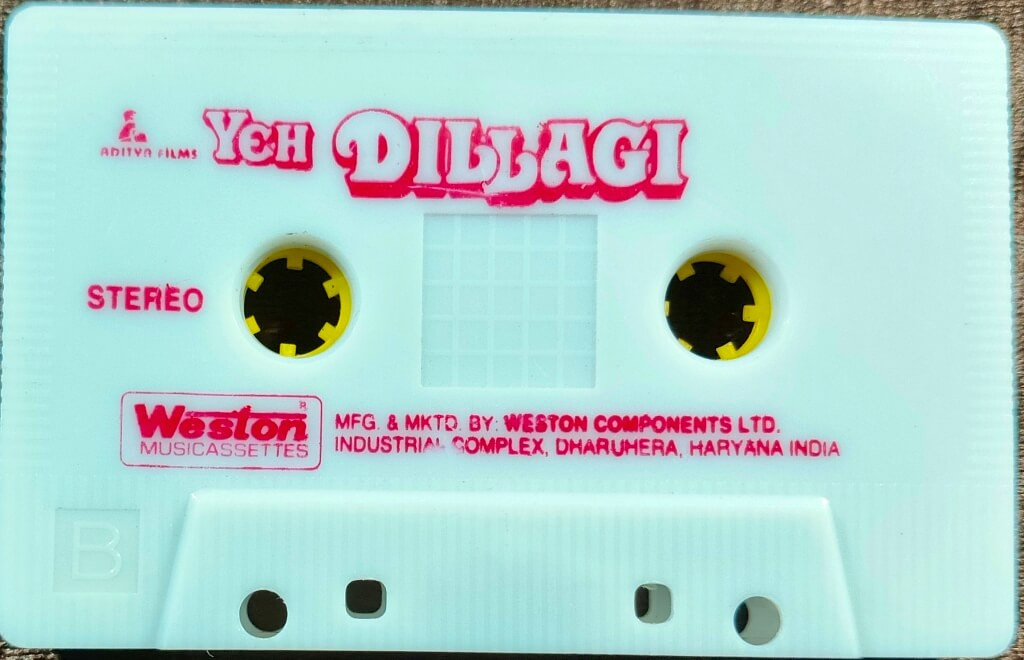 ADITYA FILMS
YEH DILLAGI
STEREO
Weston®
MUSICASSETTES
MFG. & MKTD. BY: WESTON COMPONENTS LTD.
INDUSTRIAL COMPLEX, DHARUHERA, HARYANA INDIA
B